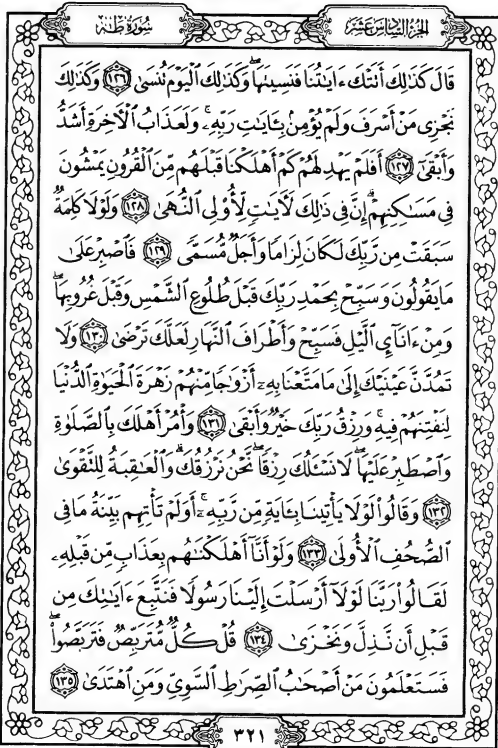 الجزء السادس عشر
سورة طه
قَالَ كَذَٰلِكَ أَتَتْكَ ءَايَـٰتُنَا فَنَسِيتَهَا ۖ وَكَذَٰلِكَ ٱلْيَوْمَ تُنسَىٰ ١٢٦ وَكَذَٰلِكَ
نَجْزِى مَنْ أَسْرَفَ وَلَمْ يُؤْمِنۢ بِـَٔايَـٰتِ رَبِّهِۦ ۚ وَلَعَذَابُ ٱلْـَٔاخِرَةِ أَشَدُّ
وَأَبْقَىٰٓ ١٢٧ أَفَلَمْ يَهْدِ لَهُمْ كَمْ أَهْلَكْنَا قَبْلَهُم مِّنَ ٱلْقُرُونِ يَمْشُونَ
فِى مَسَـٰكِنِهِمْ ۗ إِنَّ فِى ذَٰلِكَ لَـَٔايَـٰتٍ لِّأُو۟لِى ٱلنُّهَىٰ ١٢٨ وَلَوْلَا كَلِمَةٌ
سَبَقَتْ مِن رَّبِّكَ لَكَانَ لِزَامًا وَأَجَلٌ مُّسَمًّى ١٢٩ فَٱصْبِرْ عَلَىٰ
مَا يَقُولُونَ وَسَبِّحْ بِحَمْدِ رَبِّكَ قَبْلَ طُلُوعِ ٱلشَّمْسِ وَقَبْلَ غُرُوبِهَا ۖ
وَمِنْ ءَانَآئِ ٱلَّيْلِ فَسَبِّحْ وَأَطْرَافَ ٱلنَّهَارِ لَعَلَّكَ تَرْضَىٰ ١٣٠ وَلَا
تَمُدَّنَّ عَيْنَيْكَ إِلَىٰ مَا مَتَّعْنَا بِهِۦٓ أَزْوَٰجًا مِّنْهُمْ زَهْرَةَ ٱلْحَيَوٰةِ ٱلدُّنْيَا
لِنَفْتِنَهُمْ فِيهِ ۚ وَرِزْقُ رَبِّكَ خَيْرٌ وَأَبْقَىٰ ١٣١ وَأْمُرْ أَهْلَكَ بِٱلصَّلَوٰةِ
وَٱصْطَبِرْ عَلَيْهَا ۖ لَا نَسْـَٔلُكَ رِزْقًا ۖ نَّحْنُ نَرْزُقُكَ ۗ وَٱلْعَـٰقِبَةُ لِلتَّقْوَىٰ
١٣٢ وَقَالُوا۟ لَوْلَا يَأْتِينَا بِـَٔايَةٍ مِّن رَّبِّهِۦٓ ۚ أَوَلَمْ تَأْتِهِم بَيِّنَةُ مَا فِى
ٱلصُّحُفِ ٱلْأُولَىٰ ١٣٣ وَلَوْ أَنَّآ أَهْلَكْنَـٰهُم بِعَذَابٍ مِّن قَبْلِهِۦ
لَقَالُوا۟ رَبَّنَا لَوْلَآ أَرْسَلْتَ إِلَيْنَا رَسُولًا فَنَتَّبِعَ ءَايَـٰتِكَ مِن
قَبْلِ أَن نَّذِلَّ وَنَخْزَىٰ ١٣٤ قُلْ كُلٌّ مُّتَرَبِّصٌ فَتَرَبَّصُوا۟ ۖ
فَسَتَعْلَمُونَ مَنْ أَصْحَـٰبُ ٱلصِّرَٰطِ ٱلسَّوِىِّ وَمَنِ ٱهْتَدَىٰ ١٣٥
٣٢١